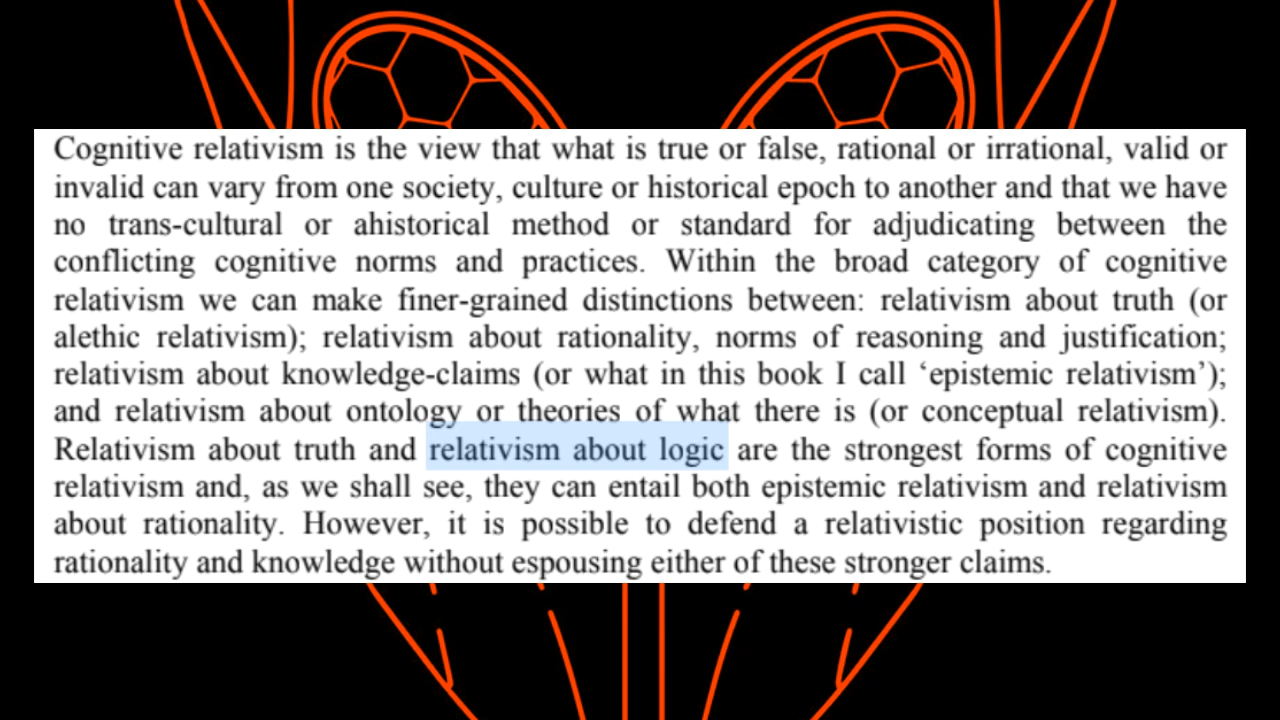 Cognitive relativism is the view that what is true or false, rational or irrational, valid or
invalid can vary from one society, culture or historical epoch to another and that we have
no trans-cultural or ahistorical method or standard for adjudicating between the
conflicting cognitive norms and practices. Within the broad category of cognitive
relativism we can make finer-grained distinctions between: relativism about truth (or
alethic relativism); relativism about rationality, norms of reasoning and justification;
relativism about knowledge-claims (or what in this book I call ‘epistemic relativism’);
and relativism about ontology or theories of what there is (or conceptual relativism).
Relativism about truth and relativism about logic are the strongest forms of cognitive
relativism and, as we shall see, they can entail both epistemic relativism and relativism
about rationality. However, it is possible to defend a relativistic position regarding
rationality and knowledge without espousing either of these stronger claims.